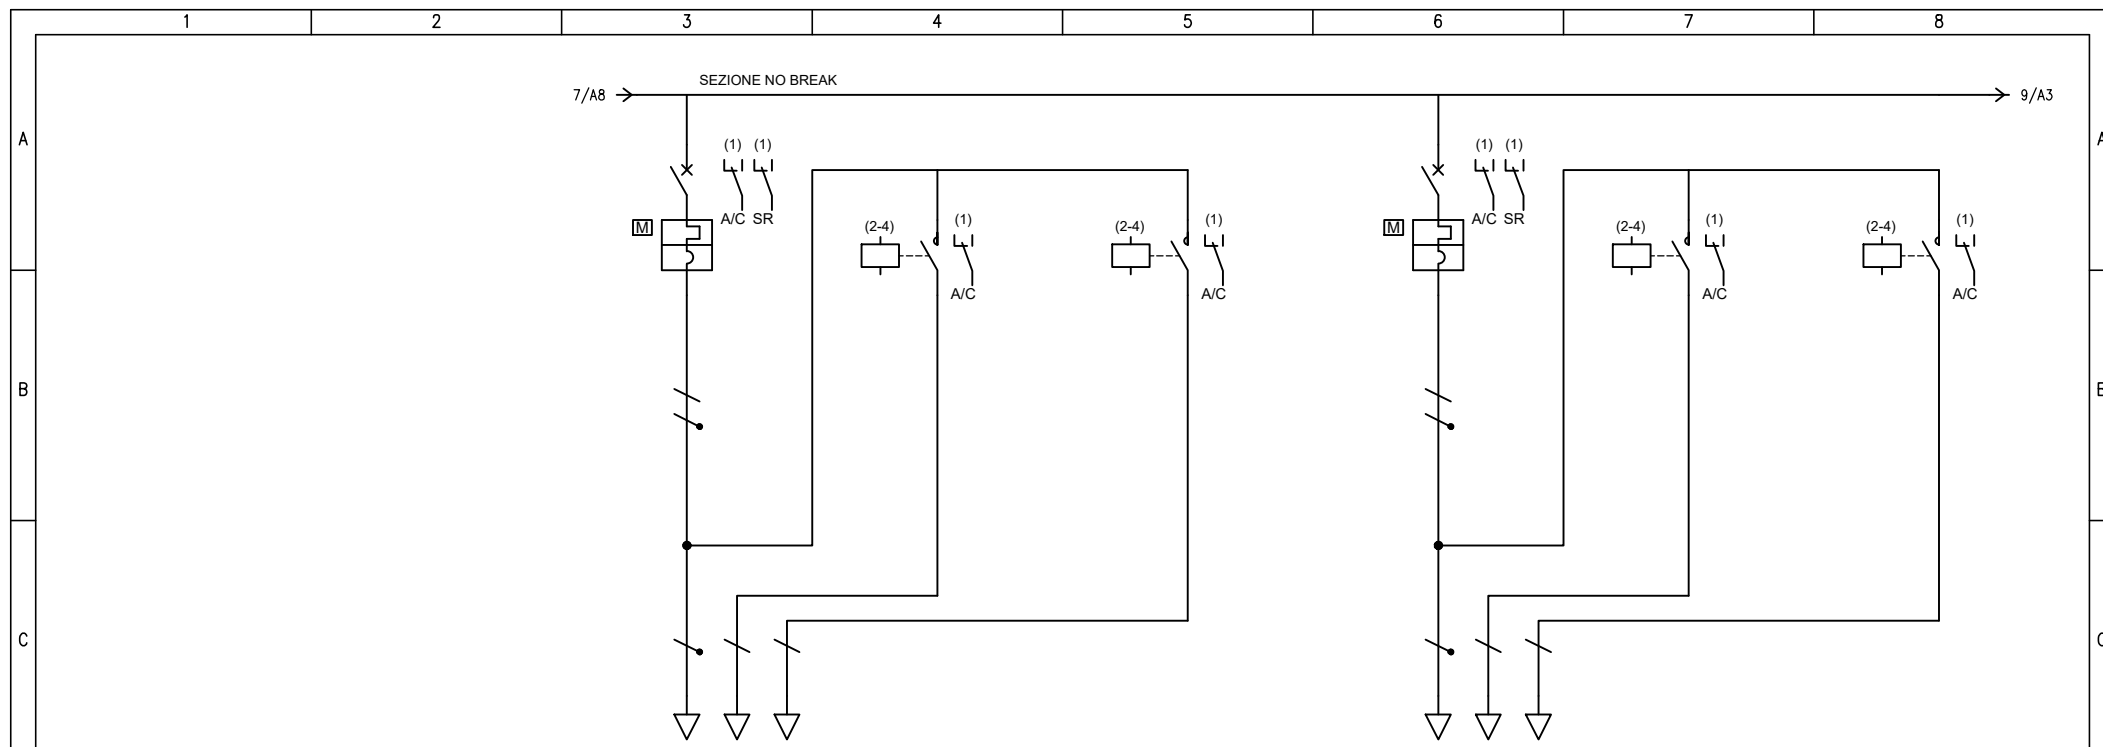 1 2 3 4 5 6 7 8
SEZIONE NO BREAK
7/A8 9/A3
A A
(1) (1) (1) (1)
A/C SR A/C SR
M M
(2-4) (1) (2-4) (1) (2-4) (1) (2-4) (1)
A/C A/C A/C A/C
B
C